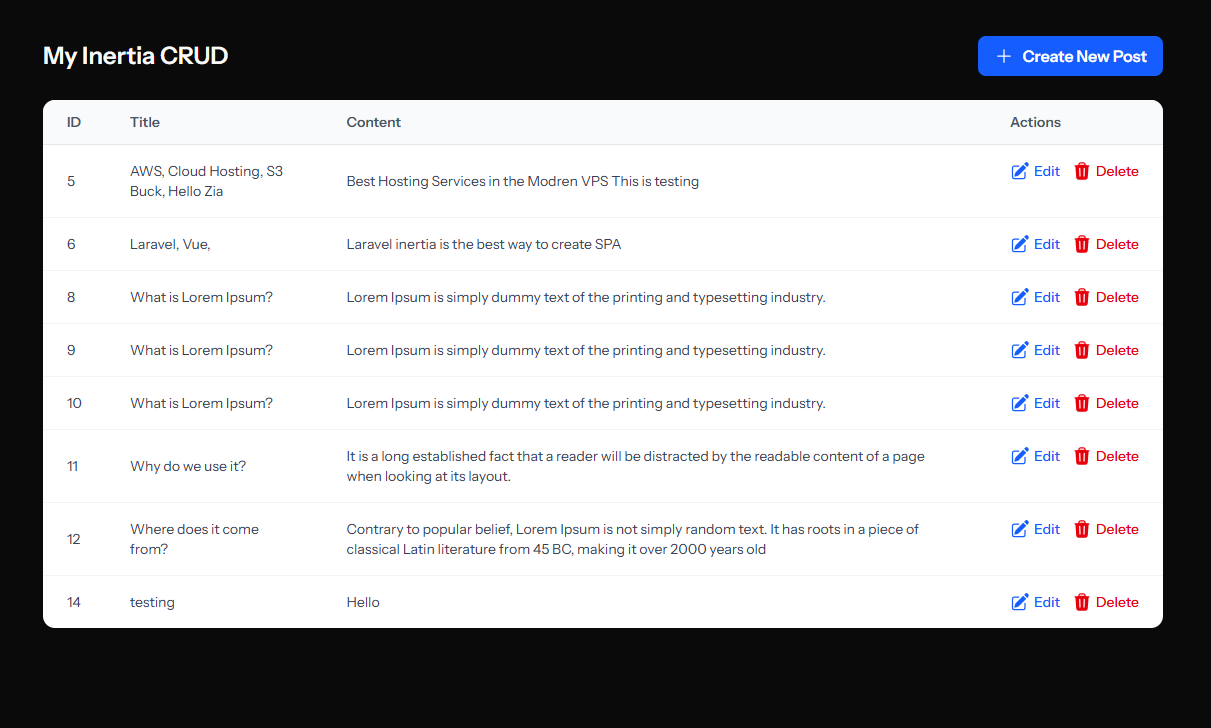 My Inertia CRUD
Create New Post
ID Title Content Actions
5 AWS, Cloud Hosting, S3 Buck, Hello Zia Best Hosting Services in the Modren VPS This is testing Edit Delete
6 Laravel, Vue, Laravel inertia is the best way to create SPA Edit Delete
8 What is Lorem Ipsum? Lorem Ipsum is simply dummy text of the printing and typesetting industry. Edit Delete
9 What is Lorem Ipsum? Lorem Ipsum is simply dummy text of the printing and typesetting industry. Edit Delete
10 What is Lorem Ipsum? Lorem Ipsum is simply dummy text of the printing and typesetting industry. Edit Delete
11 Why do we use it? It is a long established fact that a reader will be distracted by the readable content of a page
when looking at its layout. Edit Delete
12 Where does it come
from? Contrary to popular belief, Lorem Ipsum is not simply random text. It has roots in a piece of
classical Latin literature from 45 BC, making it over 2000 years old Edit Delete
14 testing Hello Edit Delete